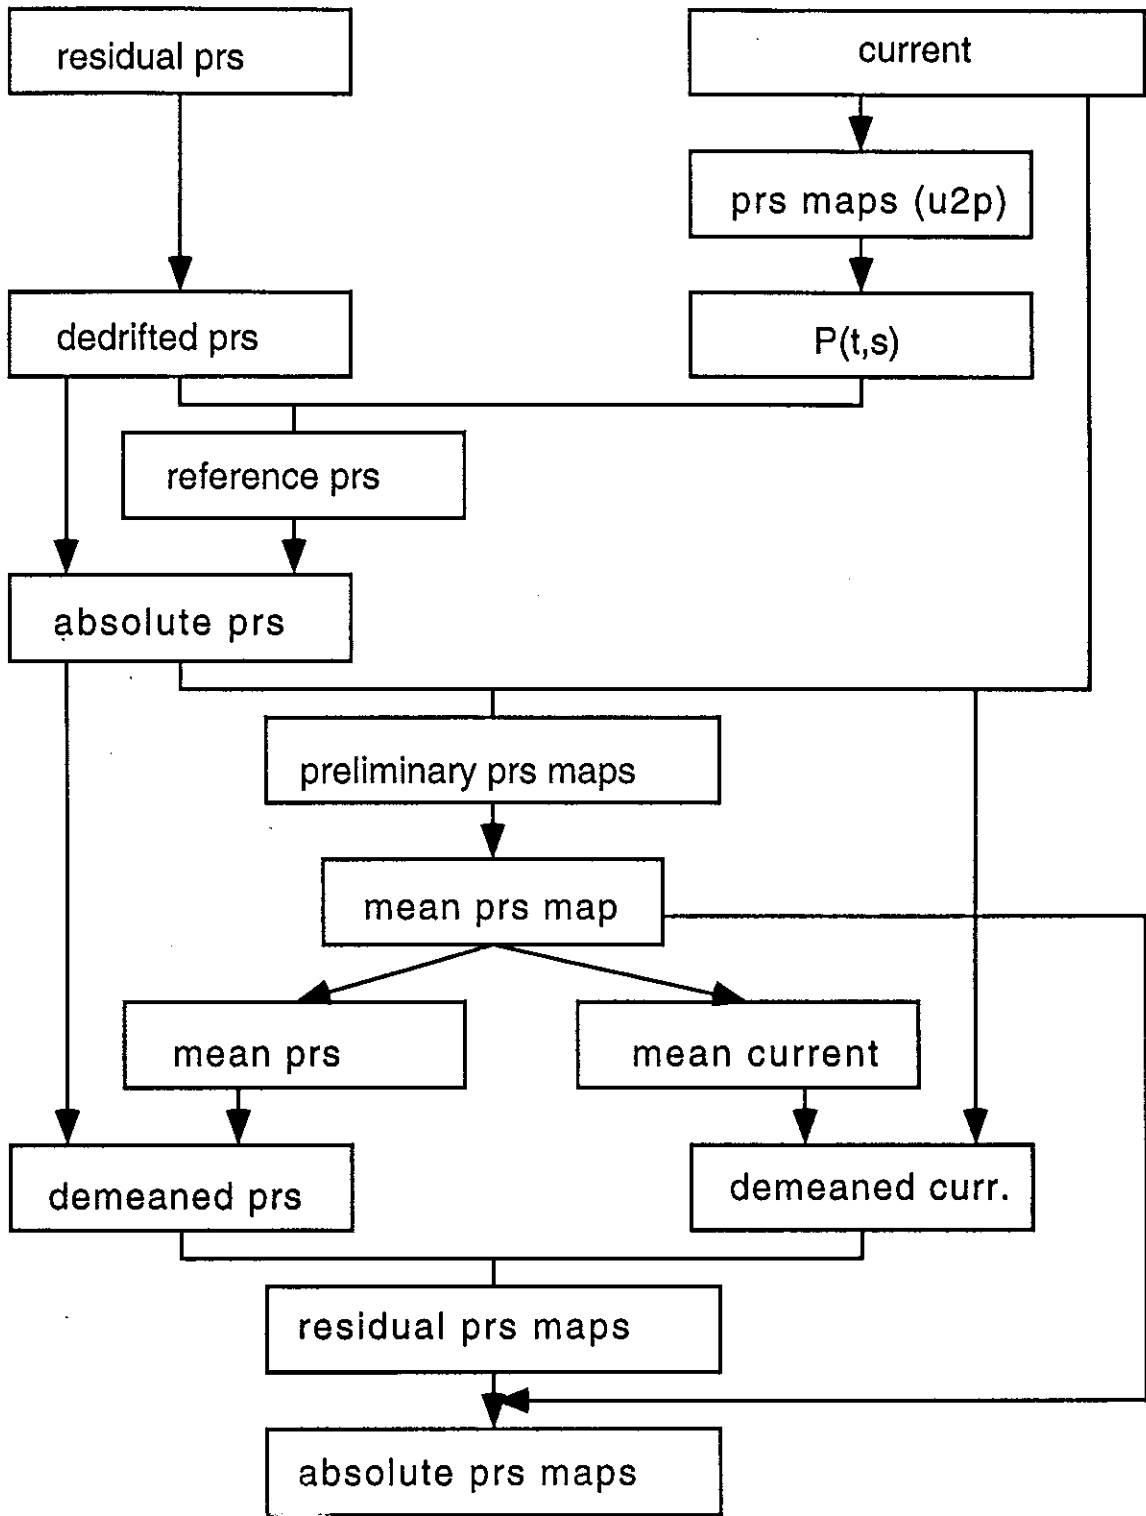 residual prs
current
prs maps (u2p)
dedrifted prs
P(t,s)
reference prs
absolute prs
preliminary prs maps
mean prs map
mean prs
mean current
demeaned prs
demeaned curr.
residual prs maps
absolute prs maps